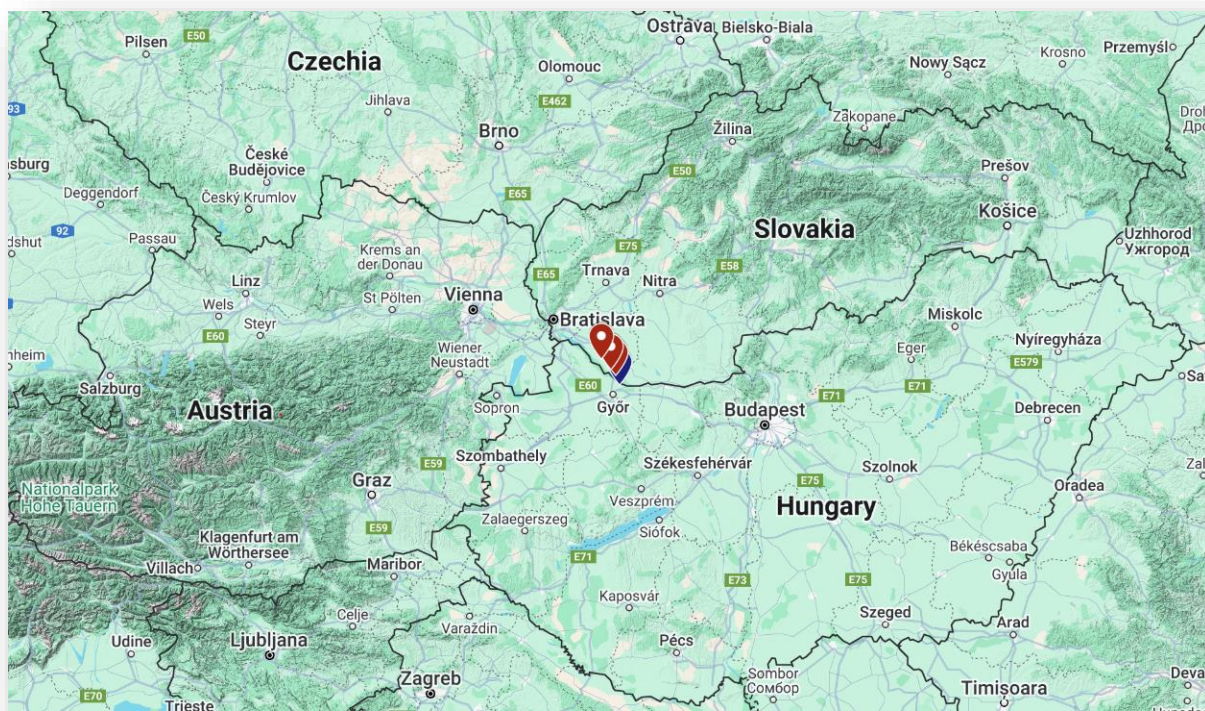 Ostrava
Bielsko-Biala
Pilsen
E50
Przemyśl
Krosno
Czechia
Nowy Sącz
Olomouc
Jihlava
E462
93
Brno
Žilina
Zakopane
České
Budějovice
E50
Prešov
Deggendorf
Český Krumlov
E65
Košice
92
Slovakia
Passau
Uzhhorod
Ужгород
Krems an
der Donau
E75
E65
Trnava
Nitra
E58
Linz
Vienna
St Pölten
Wels
Bratislava
Miskolc
Steyr
E60
Wiener
Neustadt
Eger
Nyíregyháza
E579
Salzburg
E60
E71
Győr
Sopron
Budapest
E71
Austria
Debrecen
Szombathely
E59
Székesfehérvár
Szolnok
Graz
E75
Oradea
Nationalpark
Hohe Tauern
Veszprém
Hungary
Siófok
Zalaegerszeg
E59
Klagenfurt am
Wörthersee
Békéscsaba
E71
Villach
Maribor
Gyula
E73
E75
Kaposvár
Celje
Varaždin
Szeged
Arad
Udine
Ljubljana
Pécs
Zagreb
Sombor
Сомбор
Deva
E70
Timișoara
Trieste